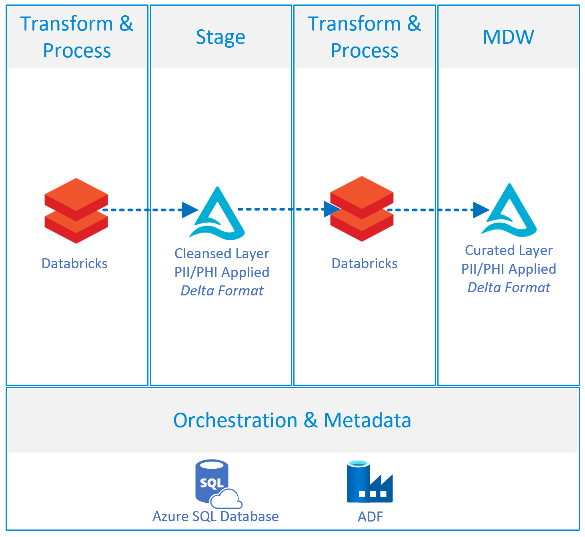 Transform &
Process
Stage
Transform &
Process
MDW
Databricks
Cleansed Layer
PII/PHI Applied
Delta Format
Databricks
Curated Layer
PII/PHI Applied
Delta Format
Orchestration & Metadata
SQL
Azure SQL Database
ADF